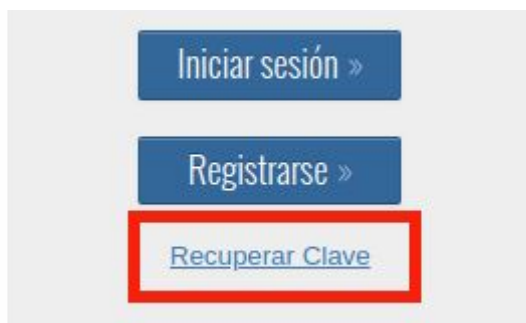 Iniciar sesión »
Registrarse »
Recuperar Clave